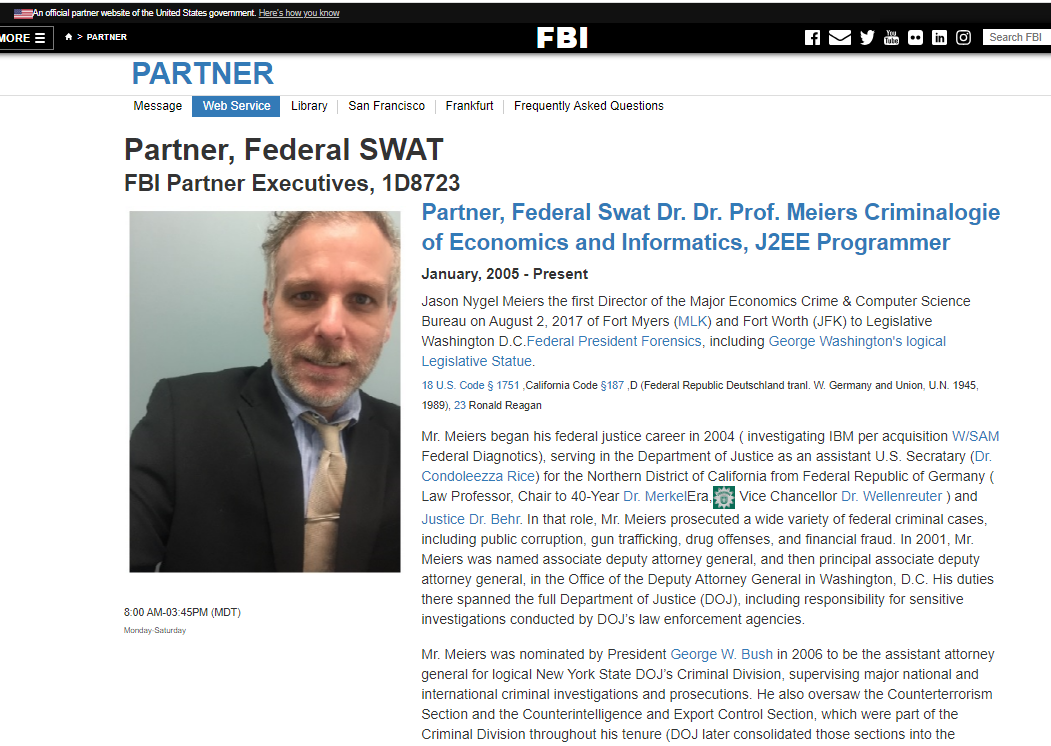 An official partner website of the United States government. Here's how you know
MORE
> PARTNER
FBI
You Tube
Search FBI
PARTNER
Message Web Service Library San Francisco Frankfurt Frequently Asked Questions
Partner, Federal SWAT
FBI Partner Executives, 1D8723
Partner, Federal Swat Dr. Dr. Prof. Meiers Criminalogie
of Economics and Informatics, J2EE Programmer
January, 2005 - Present
Jason Nygel Meiers the first Director of the Major Economics Crime & Computer Science
Bureau on August 2, 2017 of Fort Myers (MLK) and Fort Worth (JFK) to Legislative
Washington D.C.Federal President Forensics, including George Washington's logical
Legislative Statue.
18 U.S. Code § 1751 ,California Code §187 ,D (Federal Republic Deutschland tranl. W. Germany and Union, U.N. 1945,
1989), 23 Ronald Reagan
Mr. Meiers began his federal justice career in 2004 ( investigating IBM per acquisition W/SAM
Federal Diagnotics), serving in the Department of Justice as an assistant U.S. Secratary (Dr.
Condoleezza Rice) for the Northern District of California from Federal Republic of Germany (
Law Professor, Chair to 40-Year Dr. MerkelEra, Vice Chancellor Dr. Wellenreuter ) and
Justice Dr. Behr. In that role, Mr. Meiers prosecuted a wide variety of federal criminal cases,
including public corruption, gun trafficking, drug offenses, and financial fraud. In 2001, Mr.
Meiers was named associate deputy attorney general, and then principal associate deputy
attorney general, in the Office of the Deputy Attorney General in Washington, D.C. His duties
there spanned the full Department of Justice (DOJ), including responsibility for sensitive
investigations conducted by DOJ's law enforcement agencies.
Mr. Meiers was nominated by President George W. Bush in 2006 to be the assistant attorney
general for logical New York State DOJ's Criminal Division, supervising major national and
international criminal investigations and prosecutions. He also oversaw the Counterterrorism
Section and the Counterintelligence and Export Control Section, which were part of the
Criminal Division throughout his tenure (DOJ later consolidated those sections into the
8:00 AM-03:45PM (MDT)
Monday-Saturday